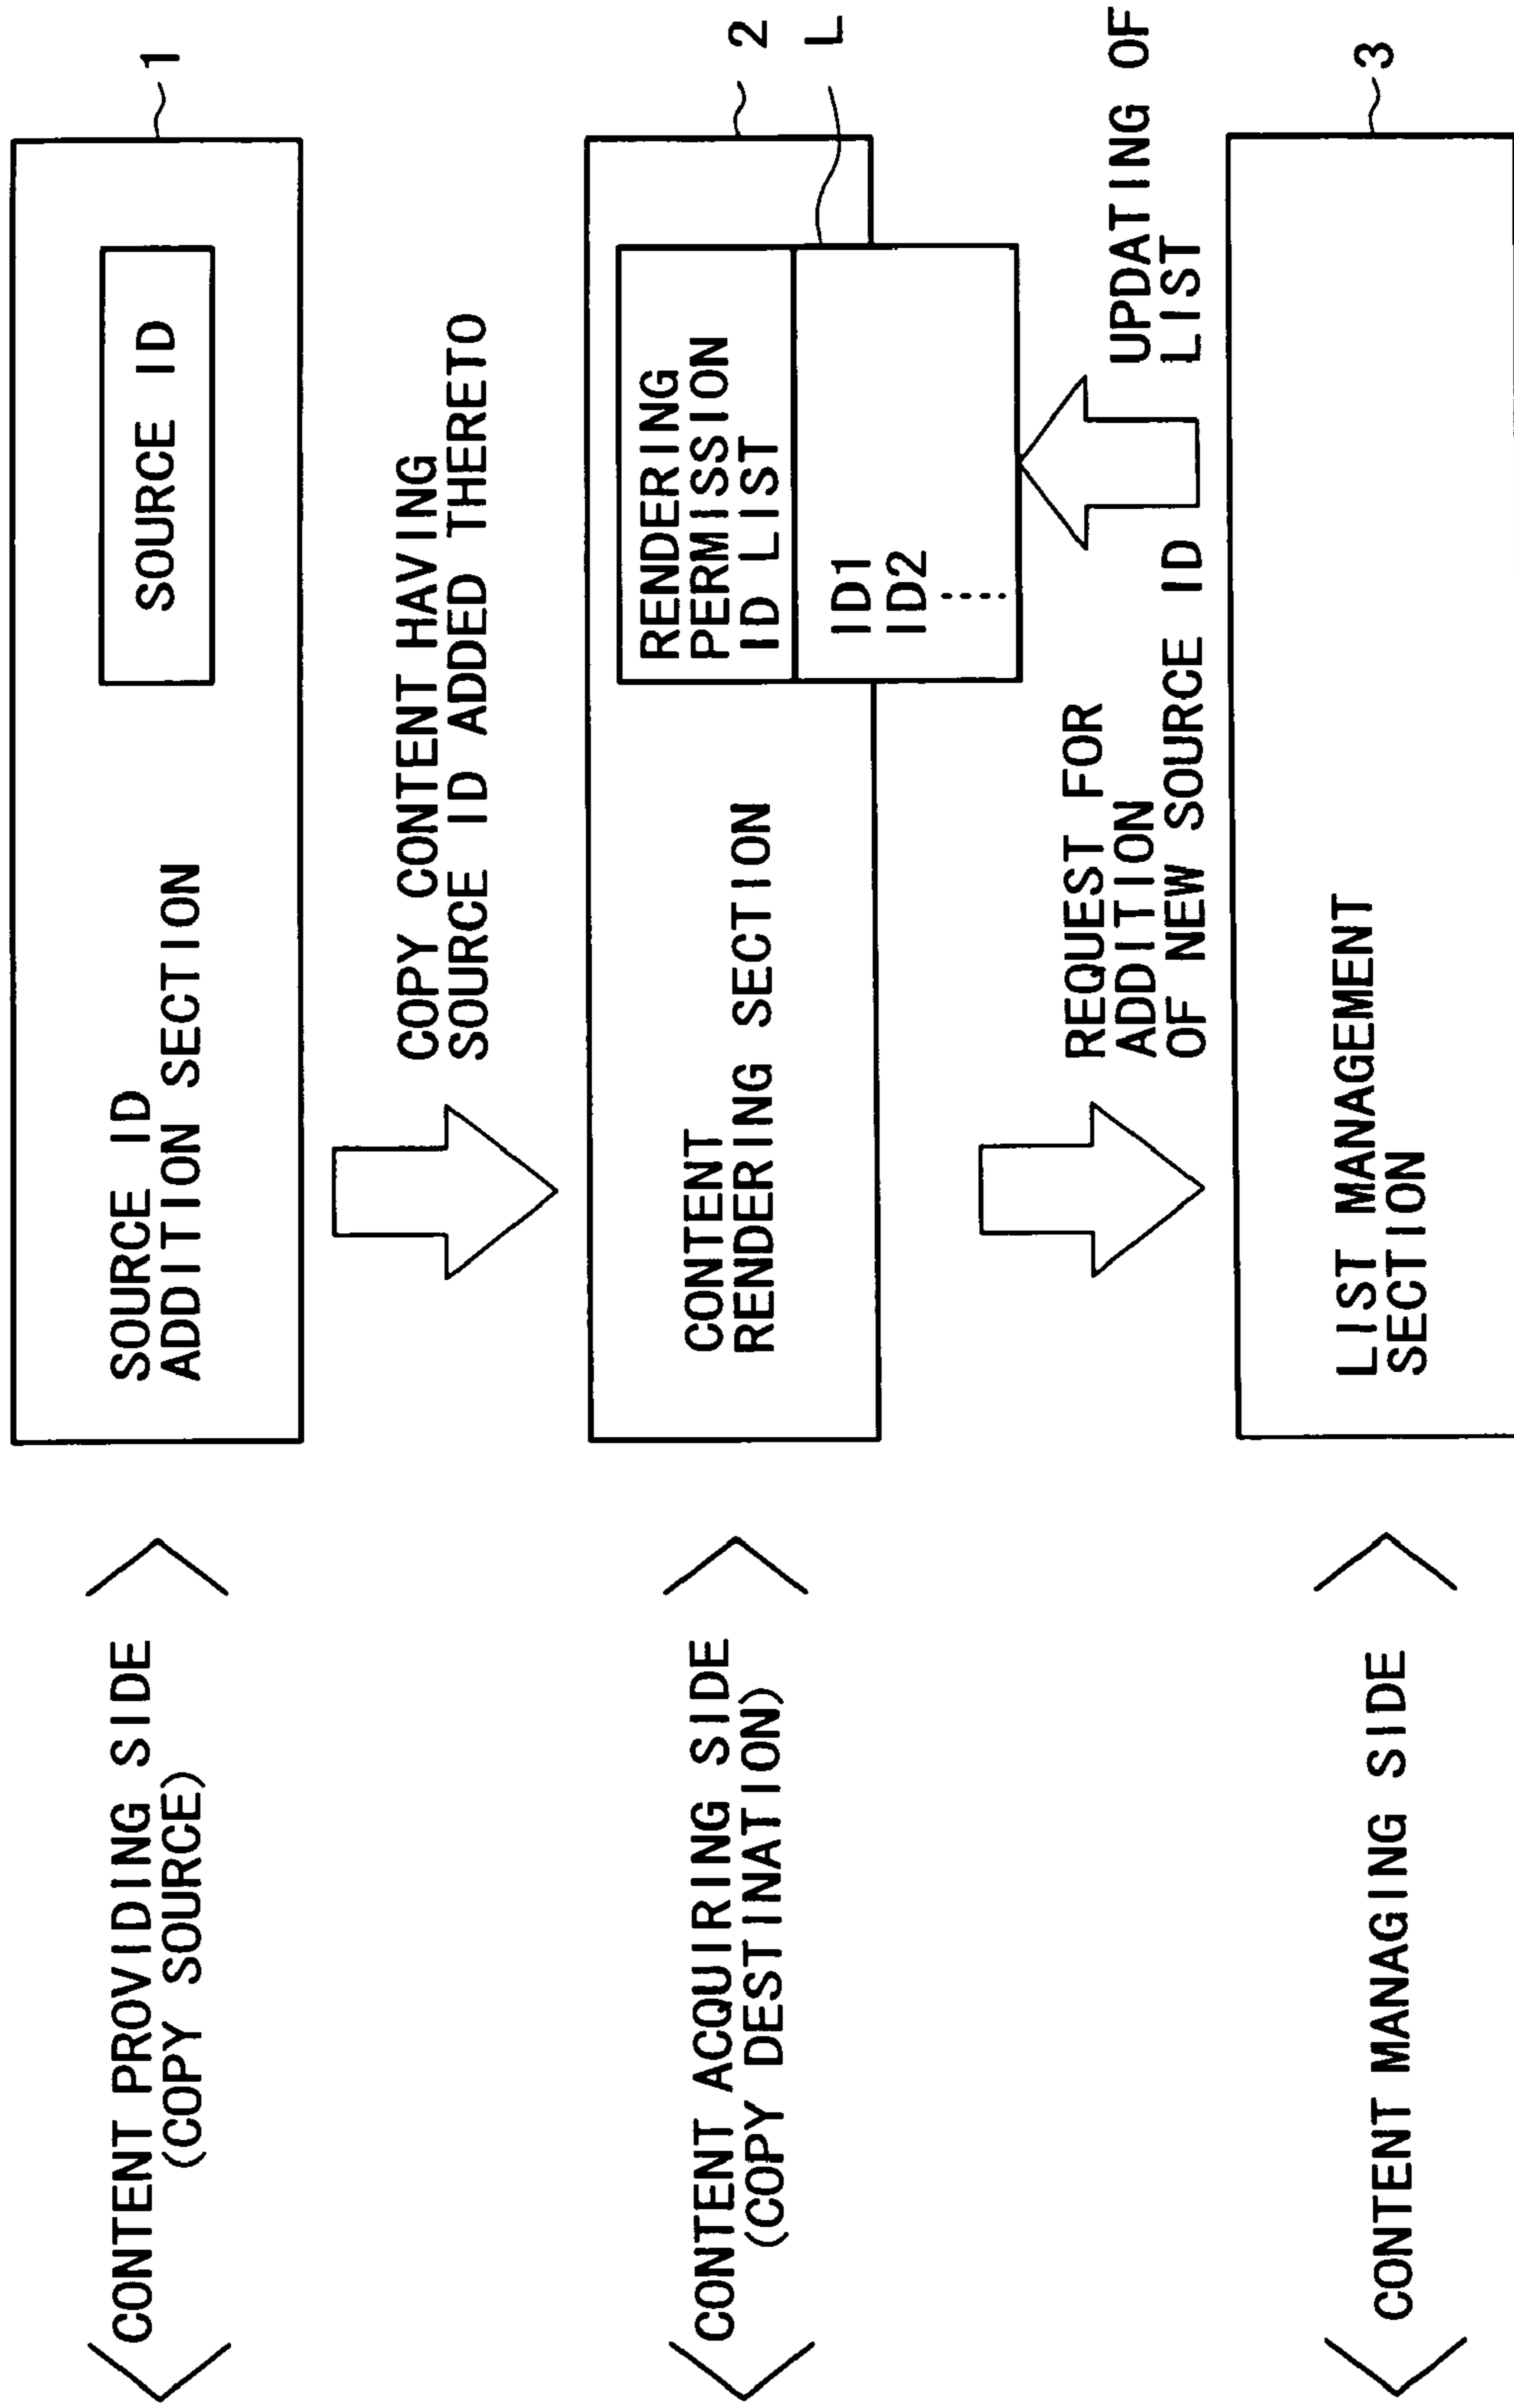 <CONTENT PROVIDING SIDE>
(COPY SOURCE)
SOURCE ID
ADDITION SECTION
SOURCE ID
1
COPY CONTENT HAVING
SOURCE ID ADDED THERETO
<CONTENT ACQUIRING SIDE>
(COPY DESTINATION)
CONTENT
RENDERING SECTION
RENDERING
PERMISSION
ID LIST
ID1
ID2
2
L
REQUEST FOR
ADDITION
OF NEW SOURCE ID
UPDATING OF
LIST
<CONTENT MANAGING SIDE>
LIST MANAGEMENT
SECTION
3